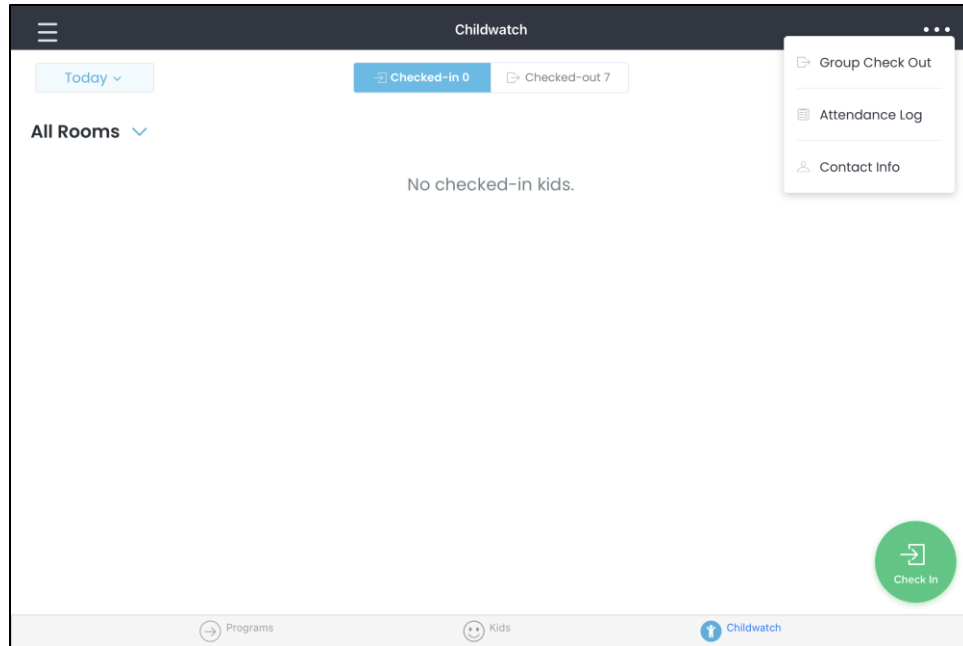 Childwatch
Today
Checked-in 0
Checked-out 7
Group Check Out
Attendance Log
Contact Info
All Rooms
No checked-in kids.
Check In
Programs
Kids
Childwatch